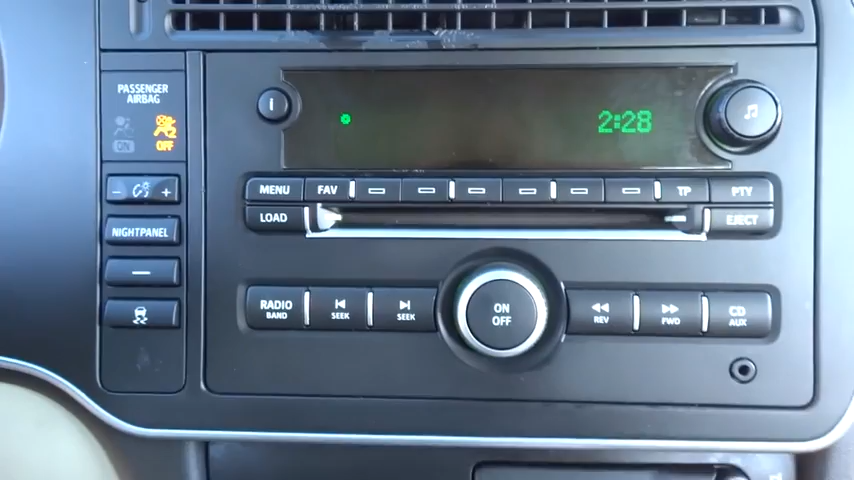 PASSENGER
AIRBAG
ON
OFF
i
2:28
MENU
FAV
TP
PTY
LOAD
EJECT
NIGHTPANEL
RADIO
BAND
SEEK
SEEK
ON
OFF
REV
FWD
CD
AUX